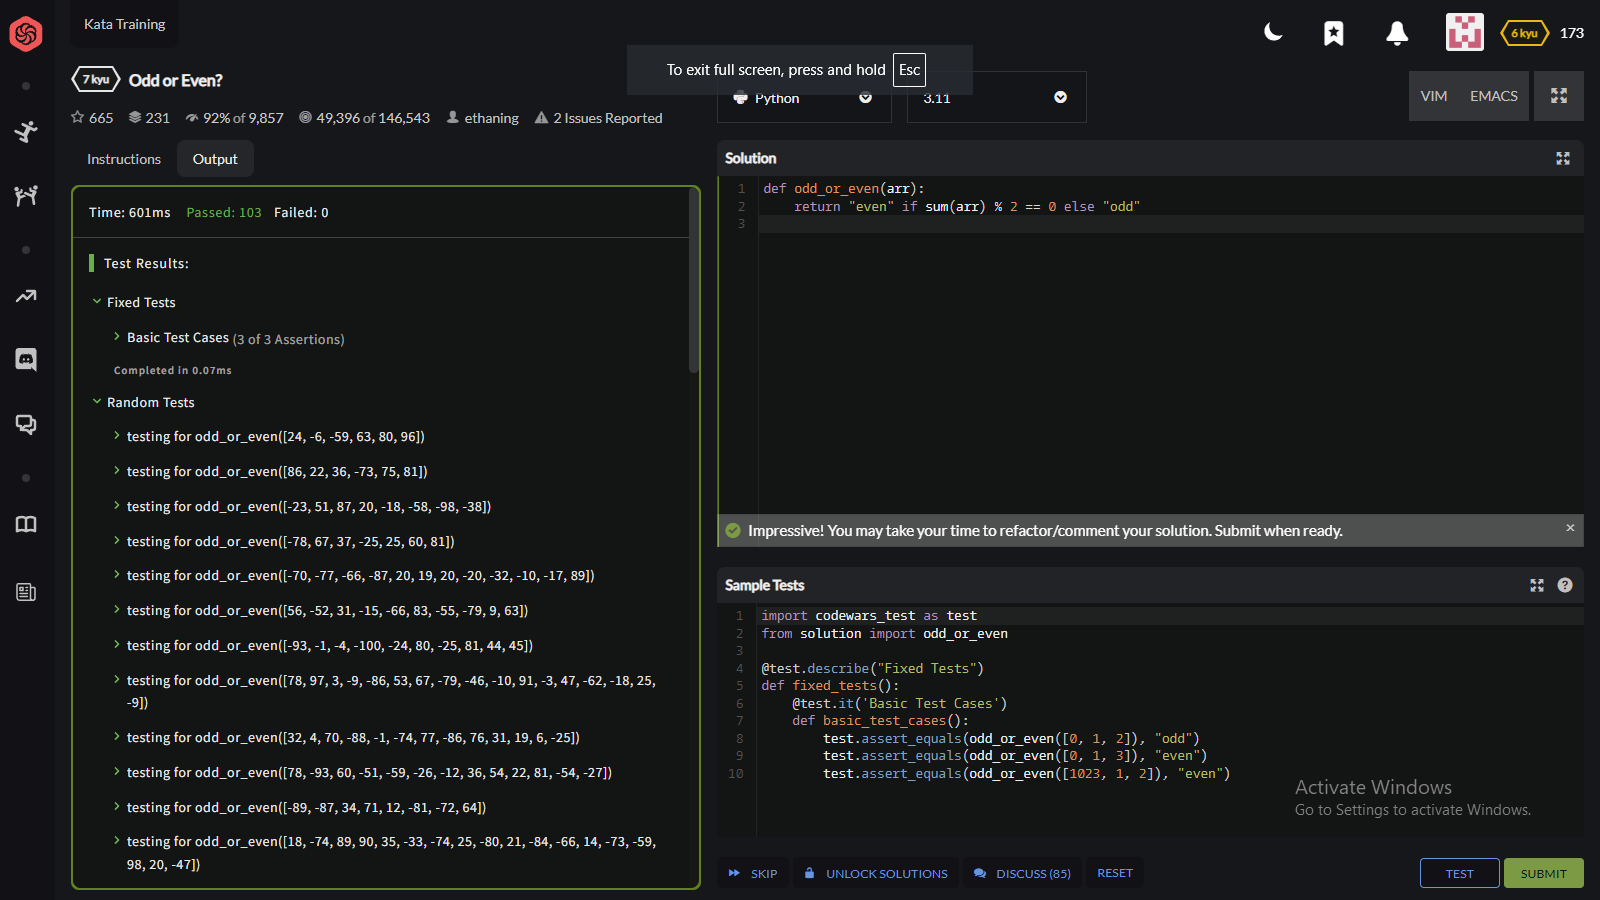 Kata Training
6 kyu 173
To exit full screen, press and hold Esc
7 kyu Odd or Even?
665 231 92% of 9,857 49,396 of 146,543 ethaning 2 Issues Reported
Python 3.11 VIM EMACS
Instructions Output
Time: 601ms Passed: 103 Failed: 0
Test Results:
Fixed Tests
Basic Test Cases (3 of 3 Assertions)
Completed in 0.07ms
Random Tests
testing for odd_or_even([24, -6, -59, 63, 80, 96])
testing for odd_or_even([86, 22, 36, -73, 75, 81])
testing for odd_or_even([-23, 51, 87, 20, -18, -58, -98, -38])
testing for odd_or_even([-78, 67, 37, -25, 25, 60, 81])
testing for odd_or_even([-70, -77, -66, -87, 20, 19, 20, -20, -32, -10, -17, 89])
testing for odd_or_even([56, -52, 31, -15, -66, 83, -55, -79, 9, 63])
testing for odd_or_even([-93, -1, -4, -100, -24, 80, -25, 81, 44, 45])
testing for odd_or_even([78, 97, 3, -9, -86, 53, 67, -79, -46, -10, 91, -3, 47, -62, -18, 25,
-9])
testing for odd_or_even([32, 4, 70, -88, -1, -74, 77, -86, 76, 31, 19, 6, -25])
testing for odd_or_even([78, -93, 60, -51, -59, -26, -12, 36, 54, 22, 81, -54, -27])
testing for odd_or_even([-89, -87, 34, 71, 12, -81, -72, 64])
testing for odd_or_even([18, -74, 89, 90, 35, -33, -74, 25, -80, 21, -84, -66, 14, -73, -59,
98, 20, -47])
Solution
1 def odd_or_even(arr):
2     return "even" if sum(arr) % 2 == 0 else "odd"
3
Impressive! You may take your time to refactor/comment your solution. Submit when ready. ×
Sample Tests ?
1 import codewars_test as test
2 from solution import odd_or_even
3
4 @test.describe("Fixed Tests")
5 def fixed_tests():
6     @test.it('Basic Test Cases')
7     def basic_test_cases():
8         test.assert_equals(odd_or_even([0, 1, 2]), "odd")
9         test.assert_equals(odd_or_even([0, 1, 3]), "even")
10         test.assert_equals(odd_or_even([1023, 1, 2]), "even")
Activate Windows
Go to Settings to activate Windows.
SKIP UNLOCK SOLUTIONS DISCUSS (85) RESET TEST SUBMIT